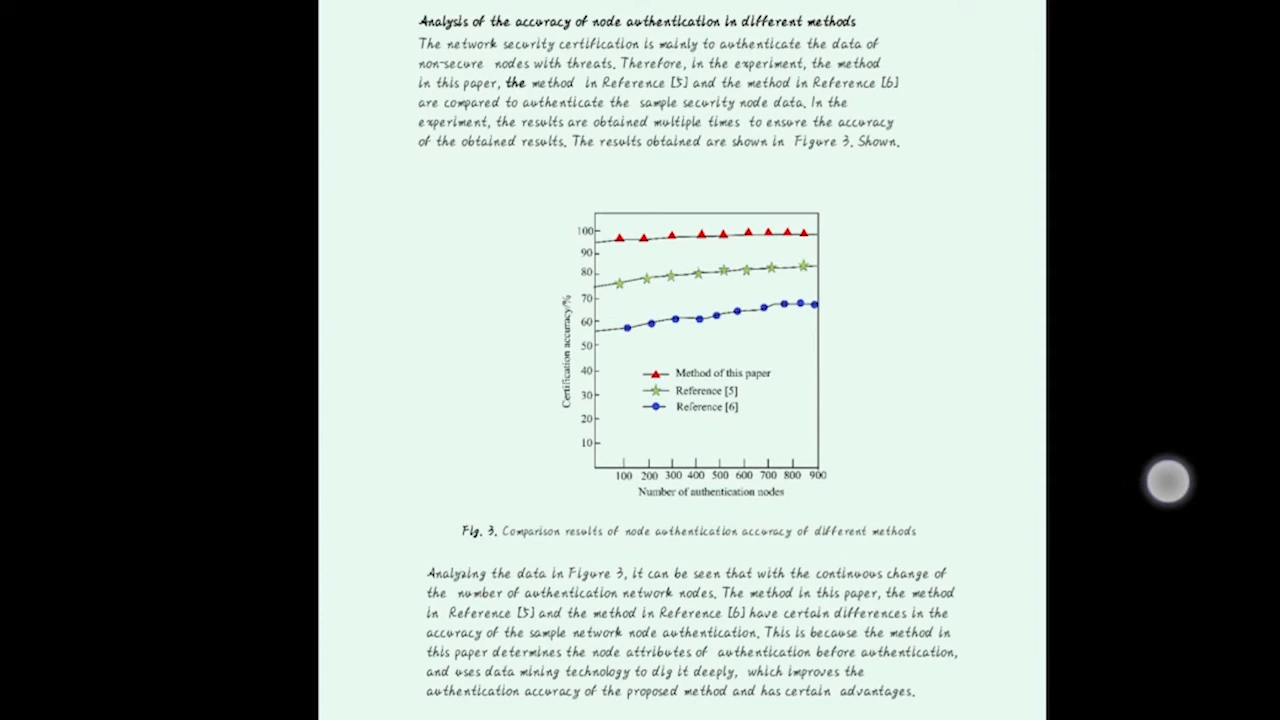 Analysis of the accuracy of node authentication in different methods
The network security certification is mainly to authenticate the data of
non-secure nodes with threats. Therefore, in the experiment, the method
in this paper, the method in Reference [5] and the method in Reference [6]
are compared to authenticate the sample security node data. In the
experiment, the results are obtained multiple times to ensure the accuracy
of the obtained results. The results obtained are shown in Figure 3. Shown.
100
90
80
70
60
50
40
30
20
10
Certification accuracy/%
Method of this paper
Reference [5]
Reference [6]
100 200 300 400 500 600 700 800 900
Number of authentication nodes
Fig. 3. Comparison results of node authentication accuracy of different methods
Analyzing the data in Figure 3, it can be seen that with the continuous change of
the number of authentication network nodes. The method in this paper, the method
in Reference [5] and the method in Reference [6] have certain differences in the
accuracy of the sample network node authentication. This is because the method in
this paper determines the node attributes of authentication before authentication,
and uses data mining technology to dig it deeply, which improves the
authentication accuracy of the proposed method and has certain advantages.